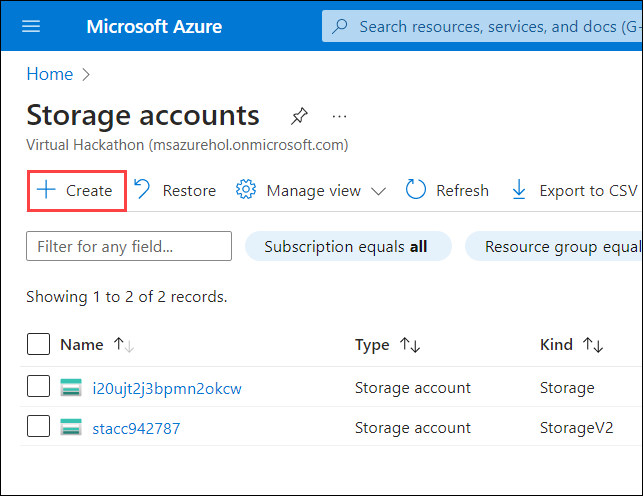 Microsoft Azure Search resources, services, and docs (G-
Home >
Storage accounts ...
Virtual Hackathon (msazurehol.onmicrosoft.com)
+ Create Restore Manage view Refresh Export to CSV
Filter for any field... Subscription equals all Resource group equal
Showing 1 to 2 of 2 records.
Name ↑↓ Type ↑↓ Kind ↑↓
i20ujt2j3bpmn2okcw Storage account Storage
stacc942787 Storage account StorageV2